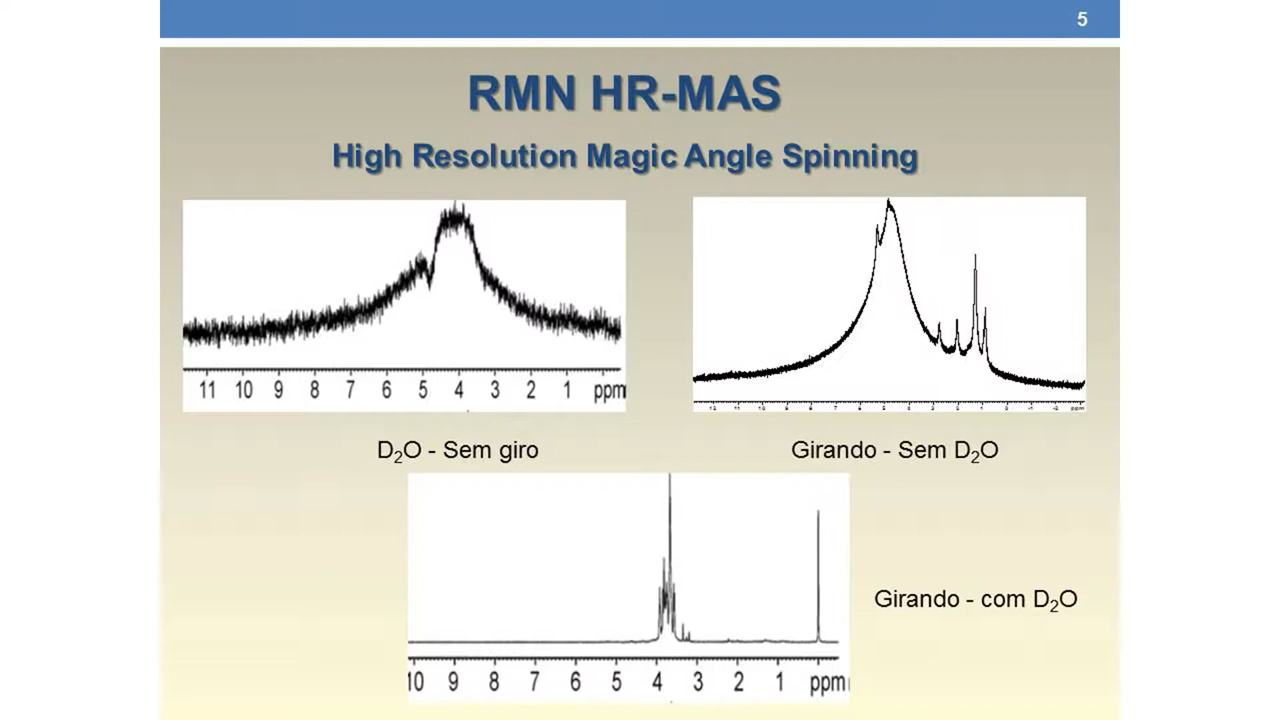 5
RMN HR-MAS
High Resolution Magic Angle Spinning
11 10 9 8 7 6 5 4 3 2 1 ppm
D₂O - Sem giro
Girando - Sem D₂O
Girando - com D₂O
10 9 8 7 6 5 4 3 2 1 ppm